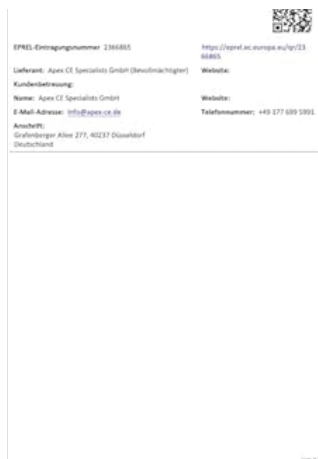 EPREL-Eintragungsnummer 2366865
https://eprel.ec.europa.eu/qr/23
66865
Lieferant: Apex CE Specialists GmbH (Bevollmächtigter)
Website:
Kundenbetreuung:
Name: Apex CE Specialists GmbH
Website:
E-Mail-Adresse: Info@apex-ce.de
Telefonnummer: +49 177 699 5991
Anschrift:
Grafenberger Allee 277, 40237 Düsseldorf
Deutschland